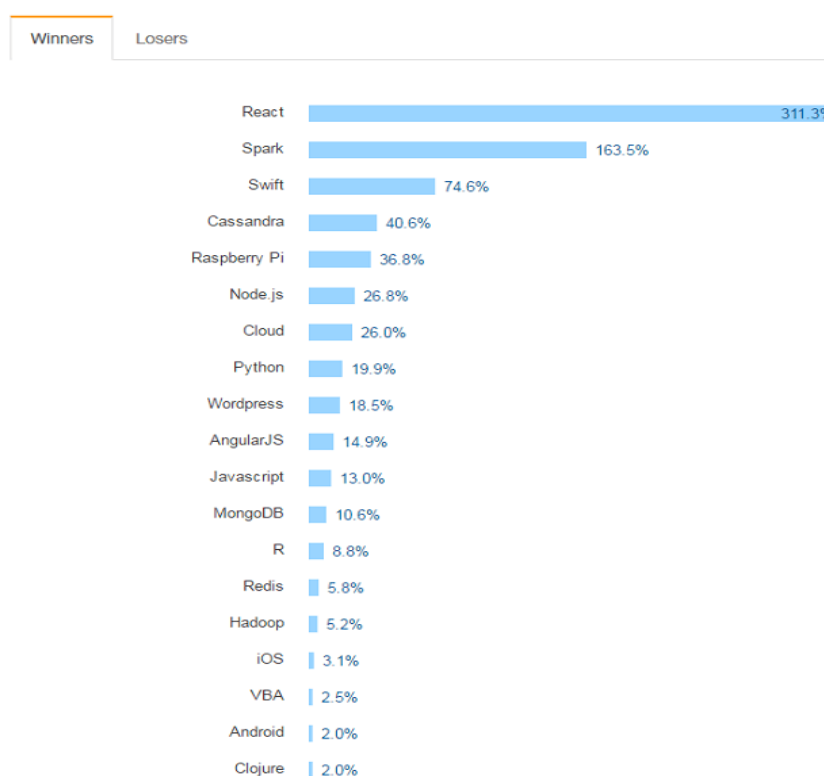 Winners Losers
React 311.3%
Spark 163.5%
Swift 74.6%
Cassandra 40.6%
Raspberry Pi 36.8%
Node.js 26.8%
Cloud 26.0%
Python 19.9%
Wordpress 18.5%
AngularJS 14.9%
Javascript 13.0%
MongoDB 10.6%
R 8.8%
Redis 5.8%
Hadoop 5.2%
iOS 3.1%
VBA 2.5%
Android 2.0%
Clojure 2.0%